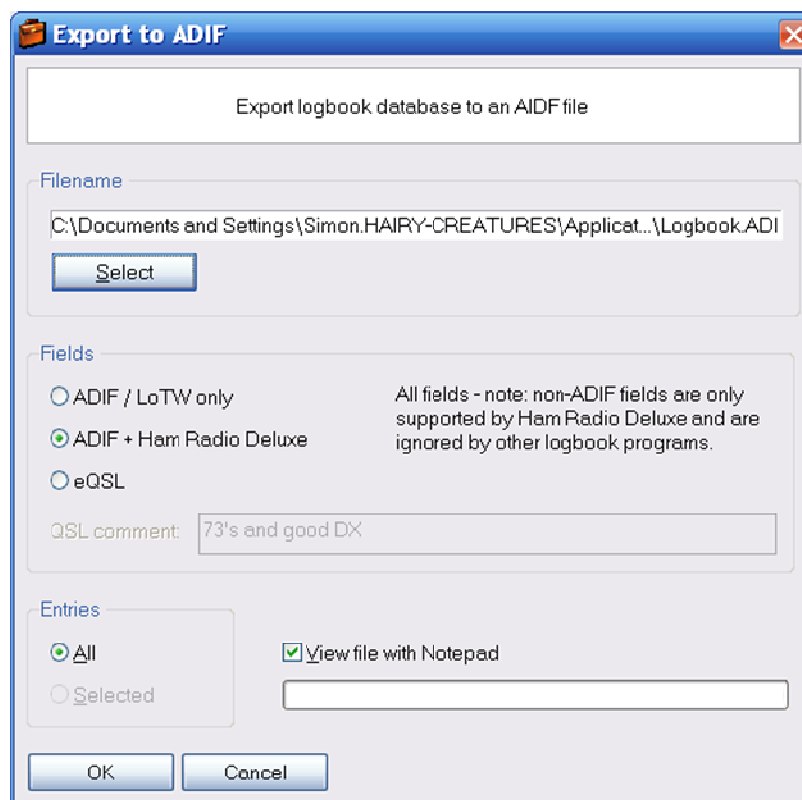 Export to ADIF
Export logbook database to an AIDF file
Filename
C:\Documents and Settings\Simon.HAIRY-CREATURES\Applicat...\Logbook.ADI
Select
Fields
ADIF / LoTW only
ADIF + Ham Radio Deluxe
eQSL
All fields - note: non-ADIF fields are only
supported by Ham Radio Deluxe and are
ignored by other logbook programs.
QSL comment:
73's and good DX
Entries
All
Selected
View file with Notepad
OK
Cancel